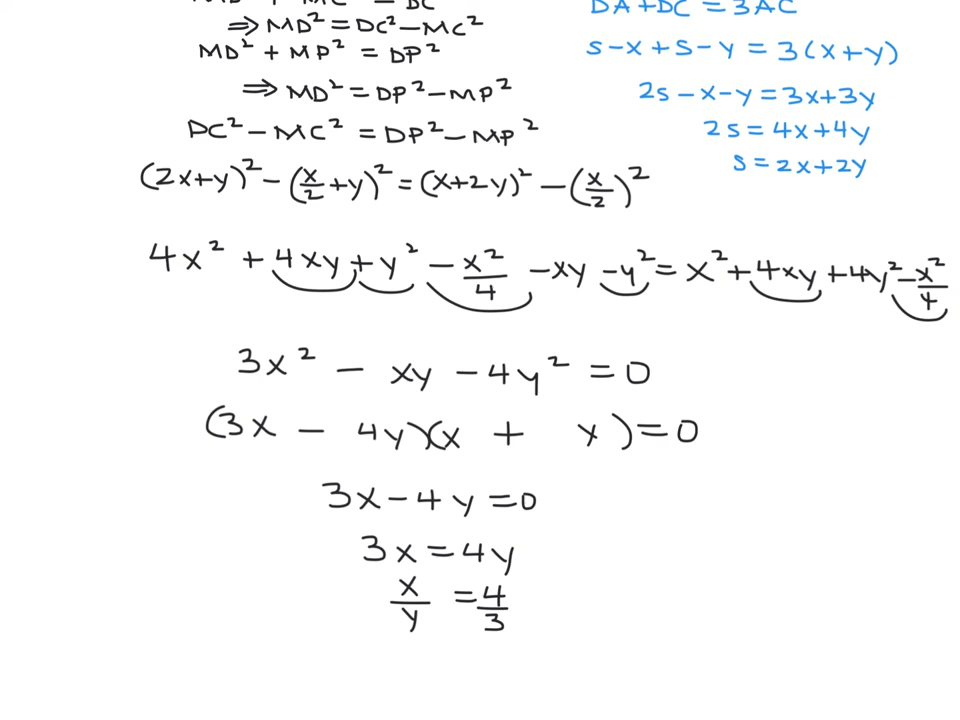 ⇒ MD² = DC² - MC²
MD² + MP² = DP²
⇒ MD² = DP² - MP²
DC² - MC² = DP² - MP²
(2x+y)² - (x/2 + y)² = (x+2y)² - (x/2)²
DA + DC = 3AC
s - x + s - y = 3(x+y)
2s - x - y = 3x+3y
2s = 4x+4y
s = 2x+2y
4x² + 4xy + y² - x²/4 - xy - y² = x² + 4xy + 4y² - x²/4
3x² - xy - 4y² = 0
(3x - 4y)(x + x) = 0
3x - 4y = 0
3x = 4y
x/y = 4/3